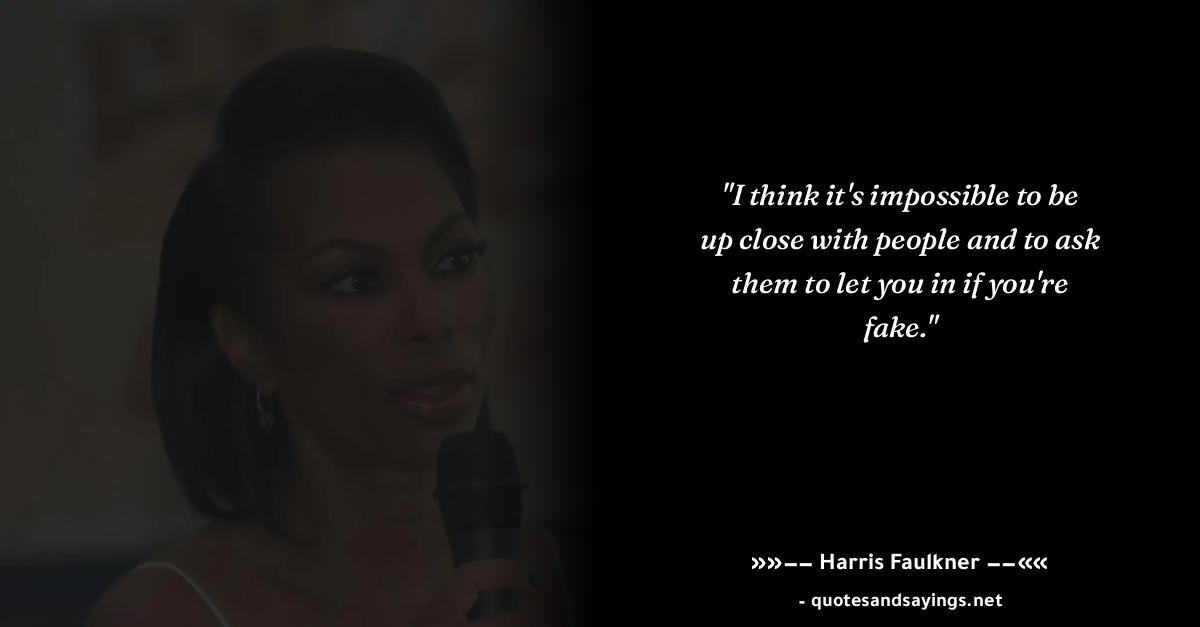 "I think it's impossible to be
up close with people and to ask
them to let you in if you're
fake."
»»–– Harris Faulkner ––««
- quotesandsayings.net